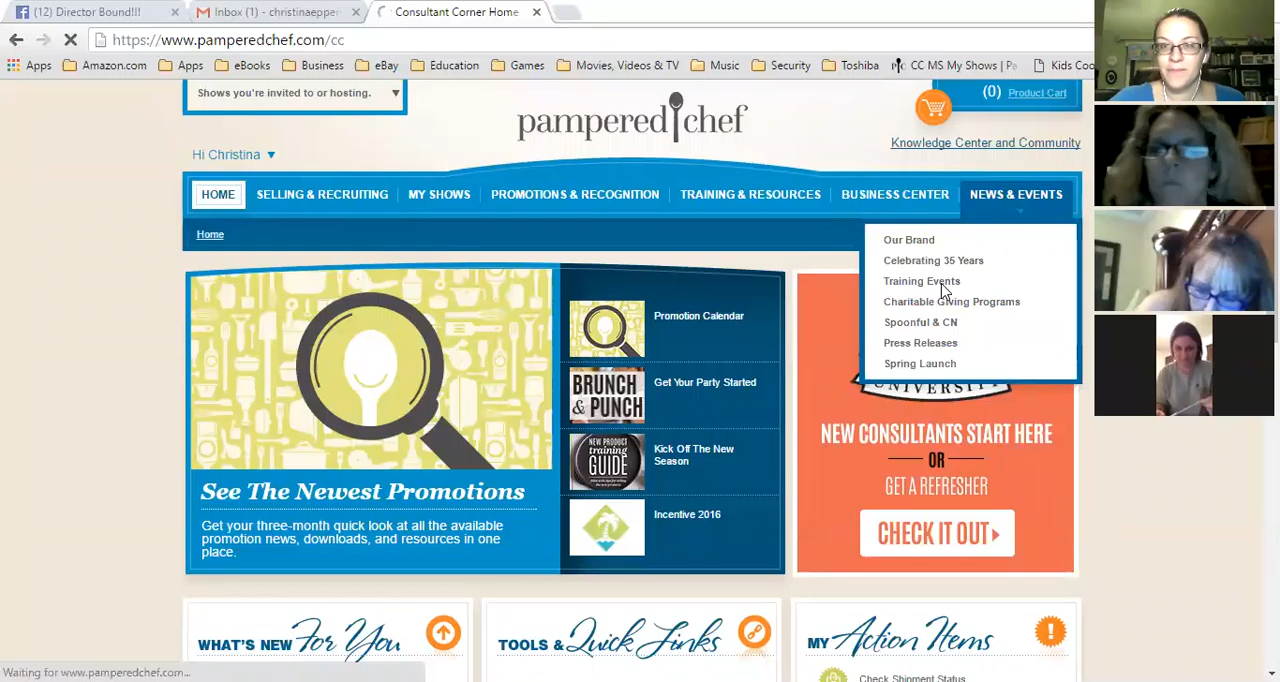 (12) Director Bound!!!
Inbox (1) - christinaepper
Consultant Corner Home
https://www.pamperedchef.com/cc
Apps
Amazon.com
Apps
eBooks
Business
eBay
Education
Games
Movies, Videos & TV
Music
Security
Toshiba
CC MS My Shows | Pa
Kids Coo
Shows you're invited to or hosting.
pampered chef
(0) Product Cart
Knowledge Center and Community
Hi Christina
HOME
SELLING & RECRUITING
MY SHOWS
PROMOTIONS & RECOGNITION
TRAINING & RESOURCES
BUSINESS CENTER
NEWS & EVENTS
Home
Our Brand
Celebrating 35 Years
Training Events
Charitable Giving Programs
Spoonful & CN
Press Releases
Spring Launch
See The Newest Promotions
Get your three-month quick look at all the available
promotion news, downloads, and resources in one
place.
Promotion Calendar
BRUNCH
& PUNCH
Get Your Party Started
NEW PRODUCT
training
GUIDE
Kick Off The New
Season
Incentive 2016
UNIVERSITY
NEW CONSULTANTS START HERE
OR
GET A REFRESHER
CHECK IT OUT
WHAT'S NEW For You
TOOLS & Quick Links
MY Action Items
Check Shipment Status
Waiting for www.pamperedchef.com...